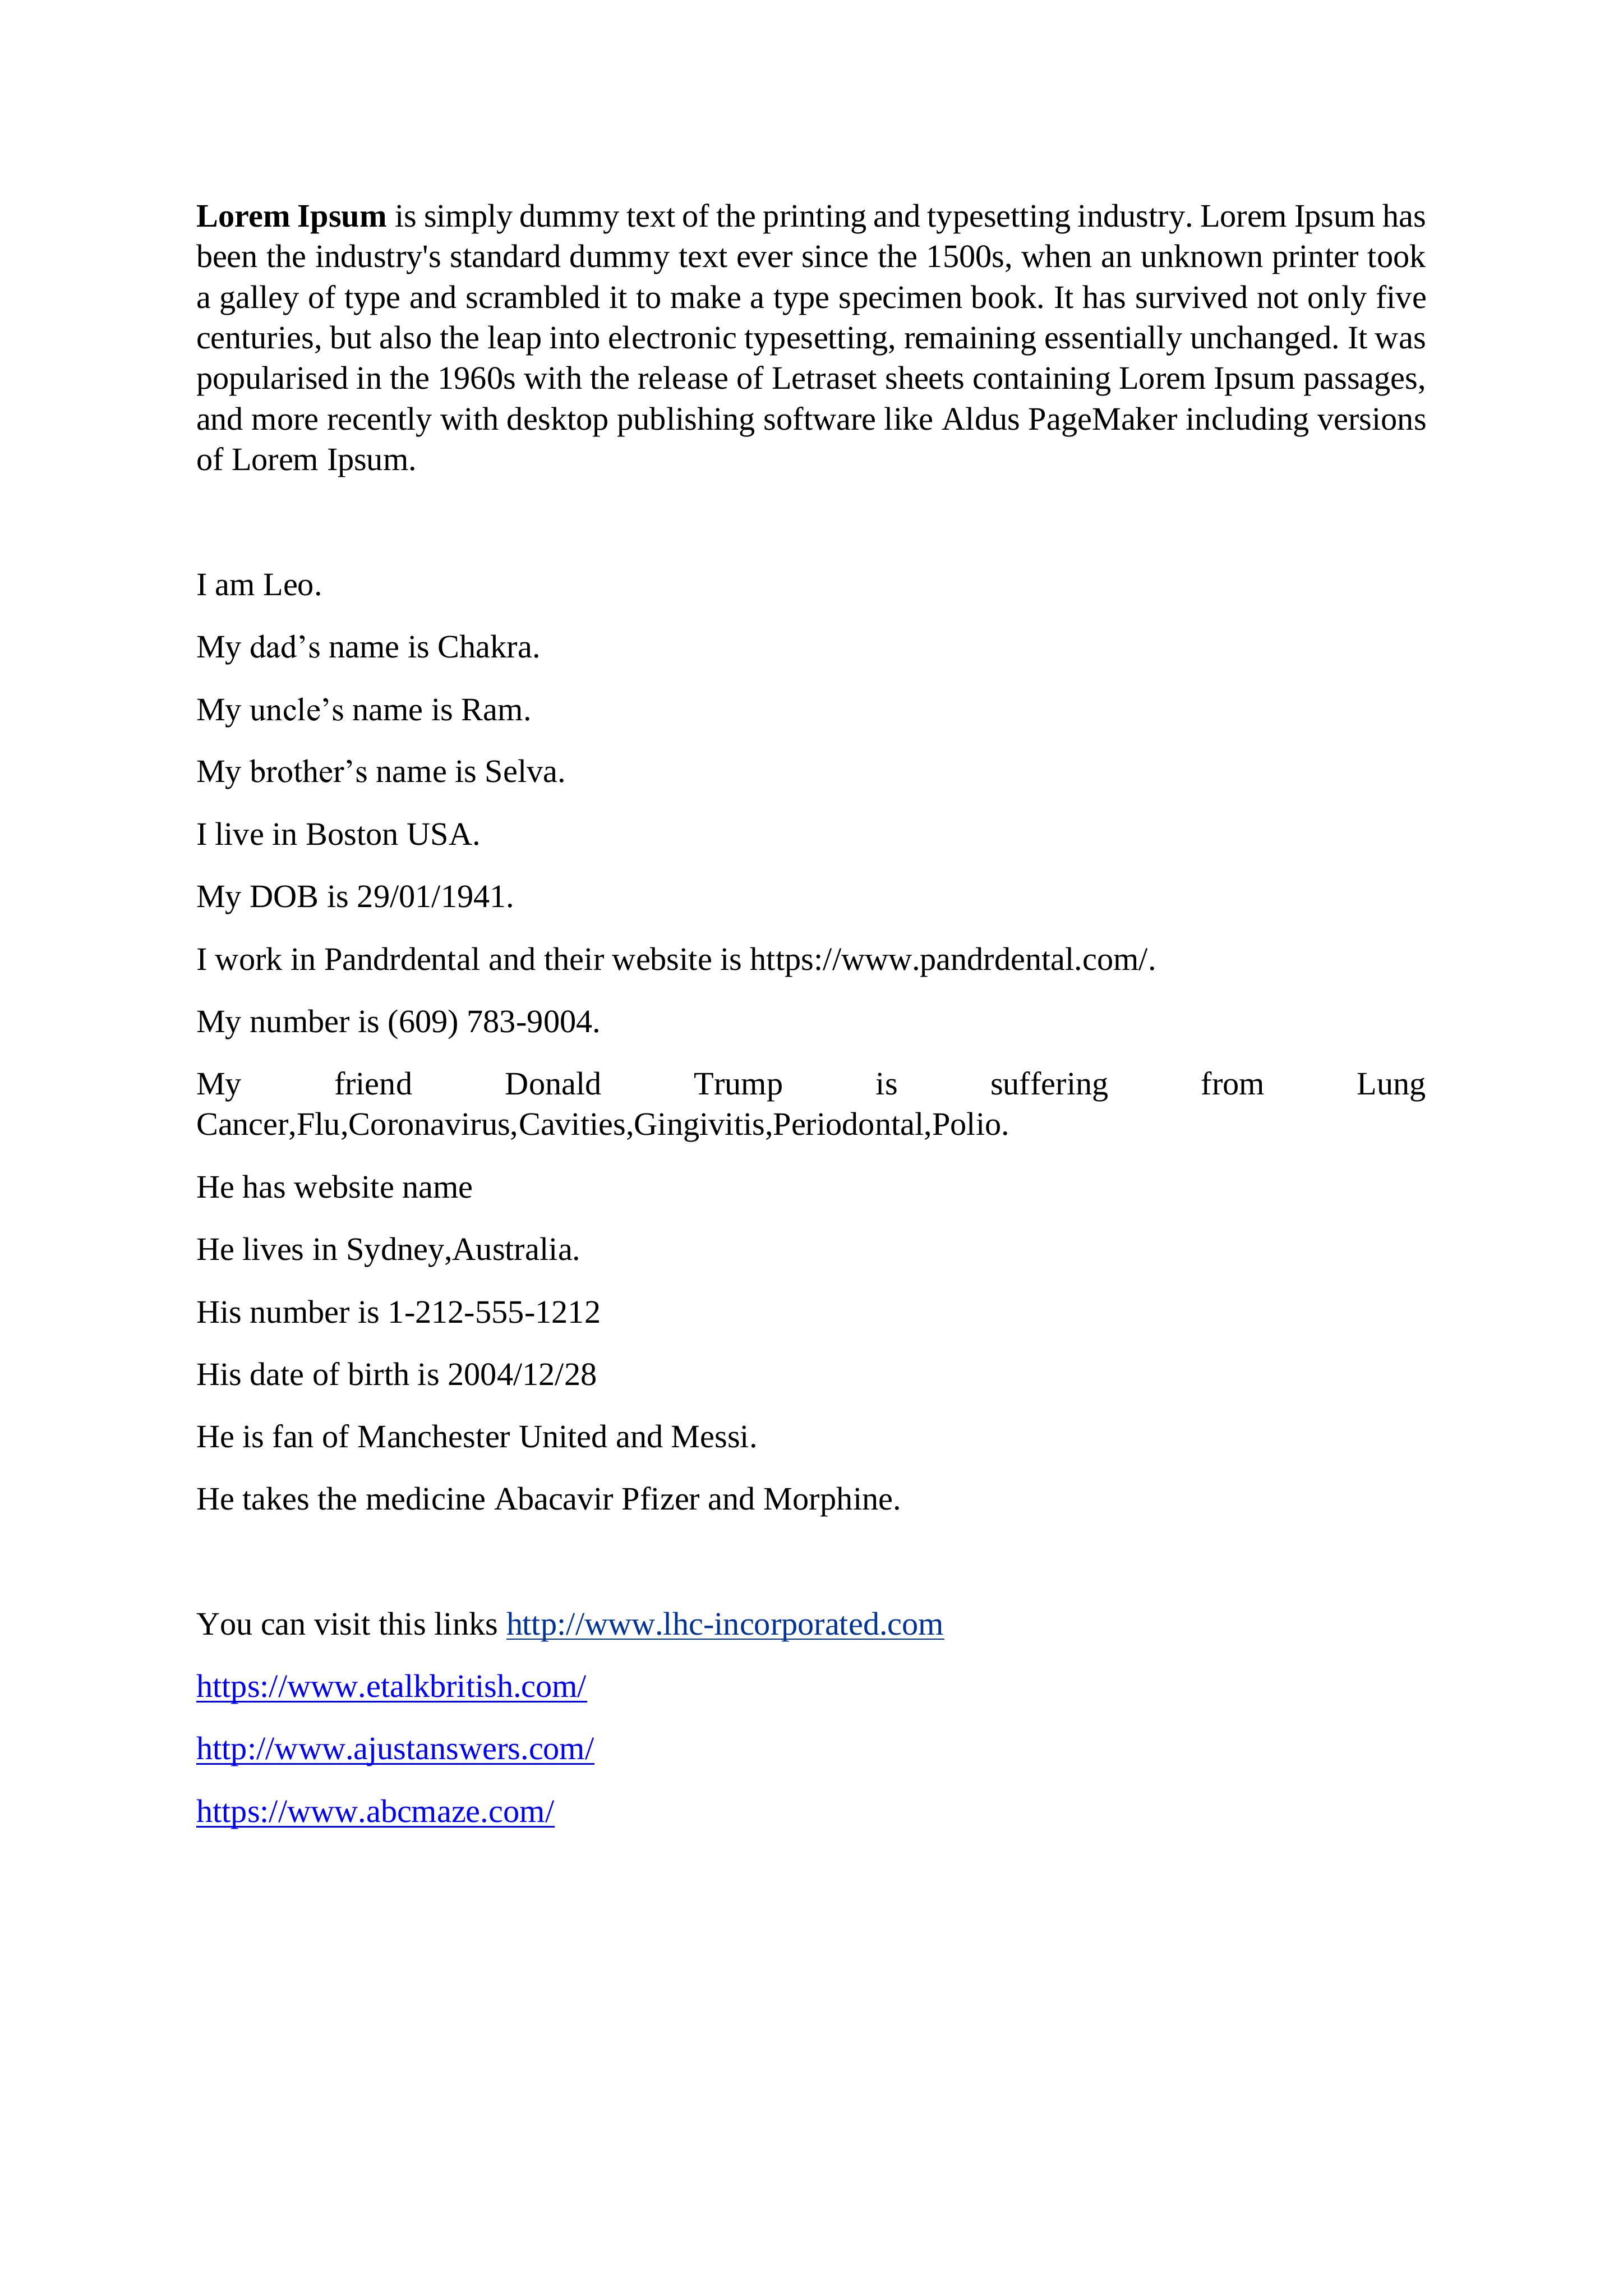 Lorem Ipsum is simply dummy text of the printing and typesetting industry. Lorem Ipsum has
been the industry's standard dummy text ever since the 1500s, when an unknown printer took
a galley of type and scrambled it to make a type specimen book. It has survived not only five
centuries, but also the leap into electronic typesetting, remaining essentially unchanged. It was
popularised in the 1960s with the release of Letraset sheets containing Lorem Ipsum passages,
and more recently with desktop publishing software like Aldus PageMaker including versions
of Lorem Ipsum.
I am Leo.
My dad’s name is Chakra.
My uncle’s name is Ram.
My brother’s name is Selva.
I live in Boston USA.
My DOB is 29/01/1941.
I work in Pandrdental and their website is https://www.pandrdental.com/.
My number is (609) 783-9004.
My friend Donald Trump is suffering from Lung
Cancer,Flu,Coronavirus,Cavities,Gingivitis,Periodontal,Polio.
He has website name
He lives in Sydney,Australia.
His number is 1-212-555-1212
His date of birth is 2004/12/28
He is fan of Manchester United and Messi.
He takes the medicine Abacavir Pfizer and Morphine.
You can visit this links http://www.lhc-incorporated.com
https://www.etalkbritish.com/
http://www.ajustanswers.com/
https://www.abcmaze.com/